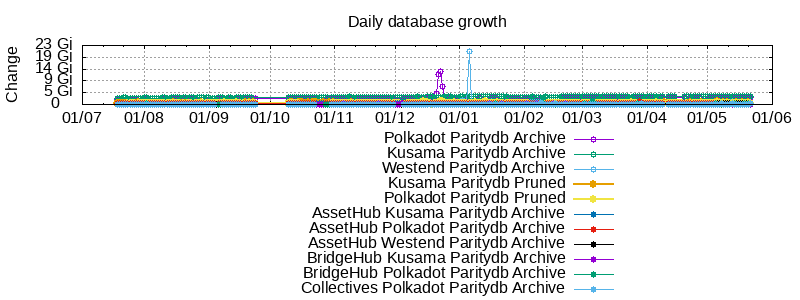 Daily database growth
Change
23 Gi
19 Gi
14 Gi
9 Gi
5 Gi
0
01/07 01/08 01/09 01/10 01/11 01/12 01/01 01/02 01/03 01/04 01/05 01/06
Polkadot Paritydb Archive
Kusama Paritydb Archive
Westend Paritydb Archive
Kusama Paritydb Pruned
Polkadot Paritydb Pruned
AssetHub Kusama Paritydb Archive
AssetHub Polkadot Paritydb Archive
AssetHub Westend Paritydb Archive
BridgeHub Kusama Paritydb Archive
BridgeHub Polkadot Paritydb Archive
Collectives Polkadot Paritydb Archive